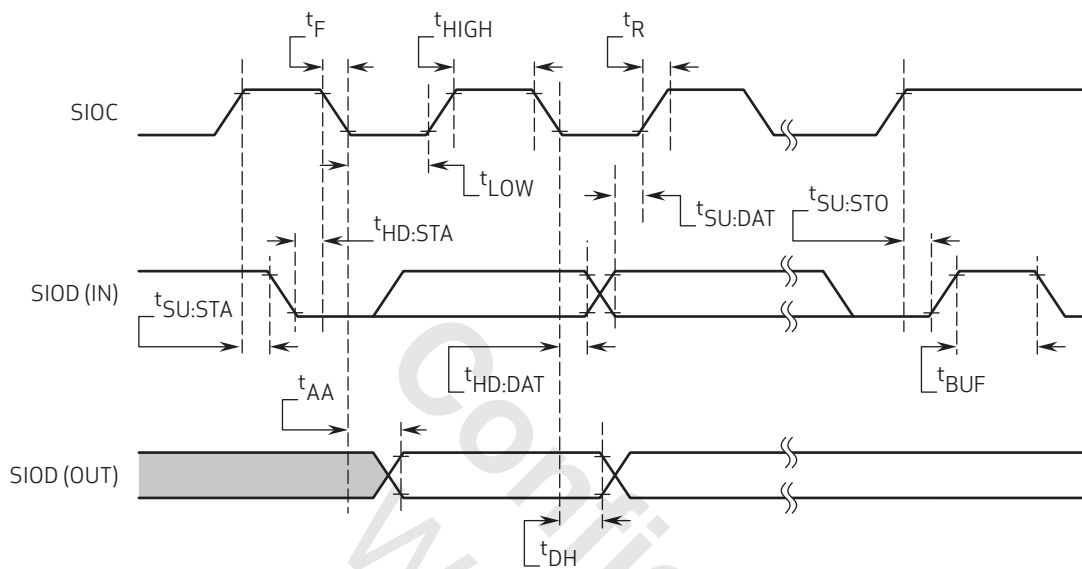 tF
tHIGH
tR
SIOC
tLOW
tSU:DAT
tSU:STO
tHD:STA
SIOD (IN)
tSU:STA
tHD:DAT
tBUF
tAA
SIOD (OUT)
tDH
Confi
W